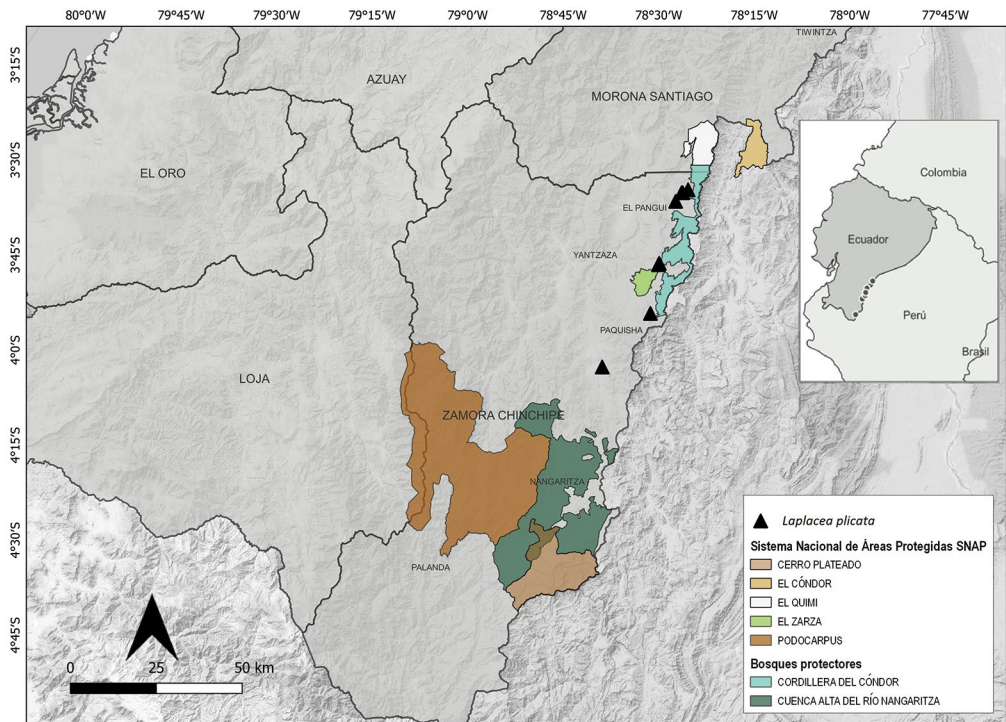 80°0'W 79°45'W 79°30'W 79°15'W 79°0'W 78°45'W 78°30'W 78°15'W 78°0'W 77°45'W
3°15'S
3°30'S
3°45'S
4°0'S
4°15'S
4°30'S
4°45'S
TIWINTZA
AZUAY
MORONA SANTIAGO
EL ORO
EL PANGUI
YANTZAZA
PAQUISHA
LOJA
ZAMORA CHINCHIPE
NANGARITZA
PALANDA
Colombia
Ecuador
Perú
Brasil
0 25 50 km
Laplacea plicata
Sistema Nacional de Áreas Protegidas SNAP
CERRO PLATEADO
EL CÓNDOR
EL QUIMI
EL ZARZA
PODOCARPUS
Bosques protectores
CORDILLERA DEL CÓNDOR
CUENCA ALTA DEL RÍO NANGARITZA